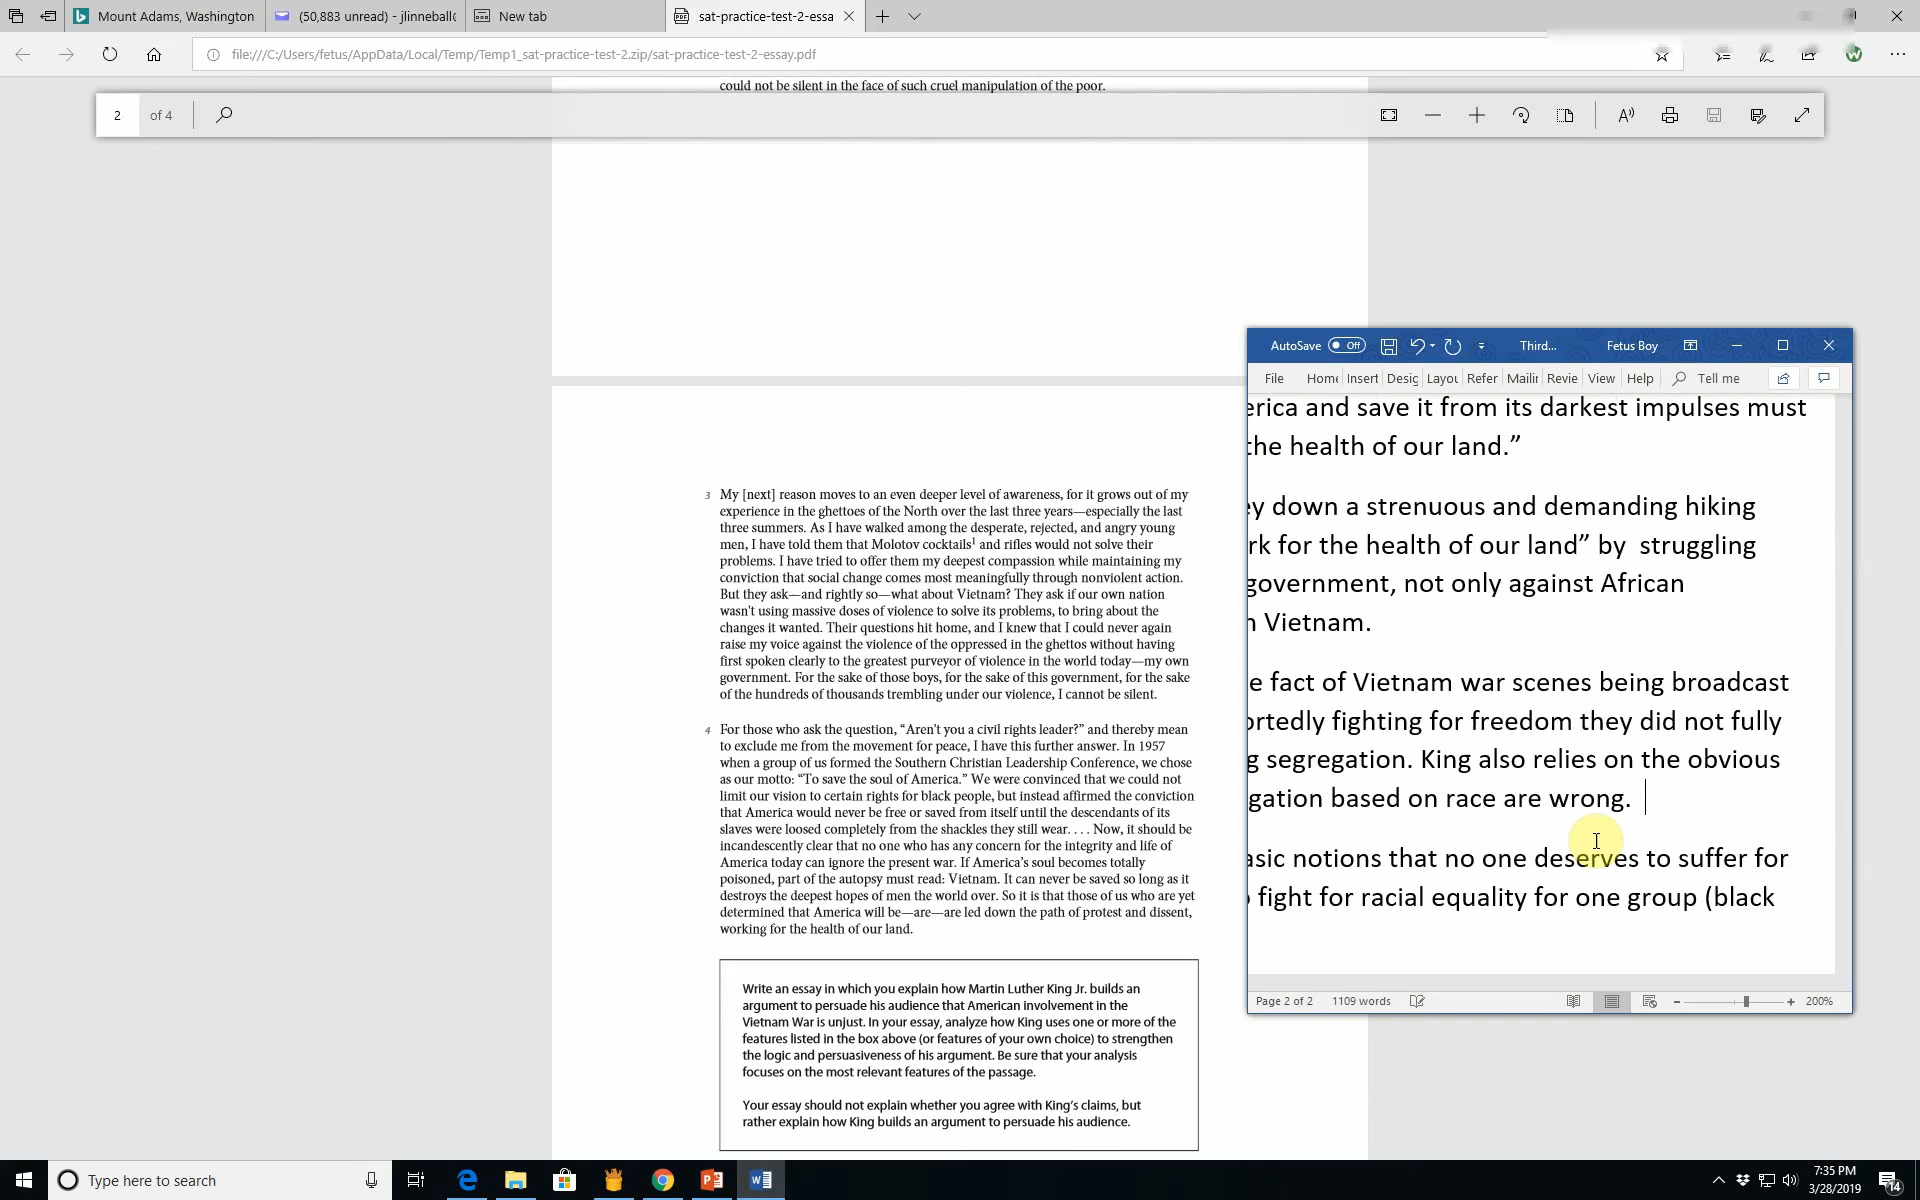 Mount Adams, Washington
(50,883 unread) - jlinneball
New tab
sat-practice-test-2-essa
file:///C:/Users/fetus/AppData/Local/Temp/Temp1_sat-practice-test-2.zip/sat-practice-test-2-essay.pdf
could not be silent in the face of such cruel manipulation of the poor.
2 of 4
3 My [next] reason moves to an even deeper level of awareness, for it grows out of my
experience in the ghettoes of the North over the last three years—especially the last
three summers. As I have walked among the desperate, rejected, and angry young
men, I have told them that Molotov cocktails1 and rifles would not solve their
problems. I have tried to offer them my deepest compassion while maintaining my
conviction that social change comes most meaningfully through nonviolent action.
But they ask—and rightly so—what about Vietnam? They ask if our own nation
wasn't using massive doses of violence to solve its problems, to bring about the
changes it wanted. Their questions hit home, and I knew that I could never again
raise my voice against the violence of the oppressed in the ghettos without having
first spoken clearly to the greatest purveyor of violence in the world today—my own
government. For the sake of those boys, for the sake of this government, for the sake
of the hundreds of thousands trembling under our violence, I cannot be silent.
4 For those who ask the question, “Aren't you a civil rights leader?” and thereby mean
to exclude me from the movement for peace, I have this further answer. In 1957
when a group of us formed the Southern Christian Leadership Conference, we chose
as our motto: “To save the soul of America.” We were convinced that we could not
limit our vision to certain rights for black people, but instead affirmed the conviction
that America would never be free or saved from itself until the descendants of its
slaves were loosed completely from the shackles they still wear. . . . Now, it should be
incandescently clear that no one who has any concern for the integrity and life of
America today can ignore the present war. If America's soul becomes totally
poisoned, part of the autopsy must read: Vietnam. It can never be saved so long as it
destroys the deepest hopes of men the world over. So it is that those of us who are yet
determined that America will be—are—are led down the path of protest and dissent,
working for the health of our land.
Write an essay in which you explain how Martin Luther King Jr. builds an
argument to persuade his audience that American involvement in the
Vietnam War is unjust. In your essay, analyze how King uses one or more of the
features listed in the box above (or features of your own choice) to strengthen
the logic and persuasiveness of his argument. Be sure that your analysis
focuses on the most relevant features of the passage.
Your essay should not explain whether you agree with King's claims, but
rather explain how King builds an argument to persuade his audience.
AutoSave Off Third... Fetus Boy
File Home Insert Desig Layou Refer Mailin Revie View Help Tell me
erica and save it from its darkest impulses must
the health of our land.”
ey down a strenuous and demanding hiking
rk for the health of our land” by struggling
government, not only against African
n Vietnam.
e fact of Vietnam war scenes being broadcast
ortedly fighting for freedom they did not fully
g segregation. King also relies on the obvious
gation based on race are wrong.
asic notions that no one deserves to suffer for
o fight for racial equality for one group (black
Page 2 of 2 1109 words 200%
Type here to search
7:35 PM
3/28/2019
14